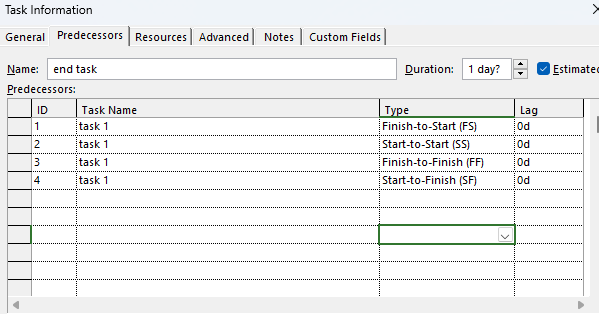 Task Information
General Predecessors Resources Advanced Notes Custom Fields
Name: end task Duration: 1 day? Estimated
Predecessors:
ID Task Name Type Lag
1 task 1 Finish-to-Start (FS) 0d
2 task 1 Start-to-Start (SS) 0d
3 task 1 Finish-to-Finish (FF) 0d
4 task 1 Start-to-Finish (SF) 0d